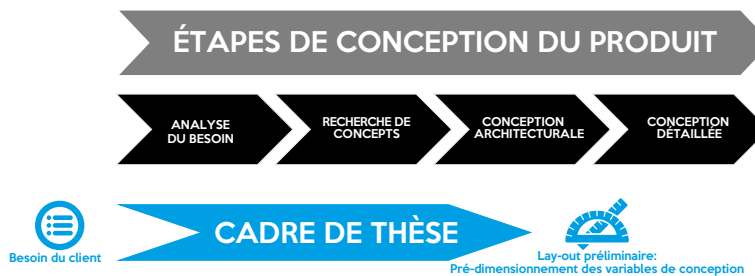 ÉTAPES DE CONCEPTION DU PRODUIT
ANALYSE
DU BESOIN
RECHERCHE DE
CONCEPTS
CONCEPTION
ARCHITECTURALE
CONCEPTION
DÉTAILLÉE
CADRE DE THÈSE
Besoin du client
Lay-out préliminaire:
Pré-dimensionnement des variables de conception